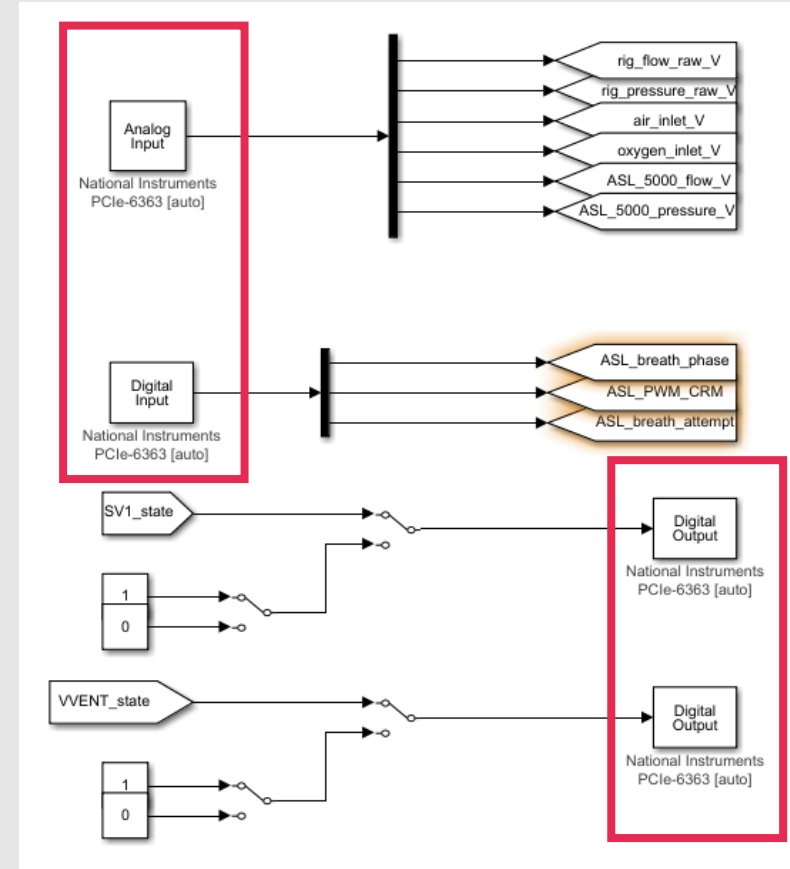 rig_flow_raw_V
rig_pressure_raw_V
Analog
Input
air_inlet_V
oxygen_inlet_V
National Instruments
PCIe-6363 [auto]
ASL_5000_flow_V
ASL_5000_pressure_V
ASL_breath_phase
Digital
Input
ASL_PWM_CRM
ASL_breath_attempt
National Instruments
PCIe-6363 [auto]
SV1_state
Digital
Output
National Instruments
PCIe-6363 [auto]
1
0
VVENT_state
Digital
Output
National Instruments
PCIe-6363 [auto]
1
0